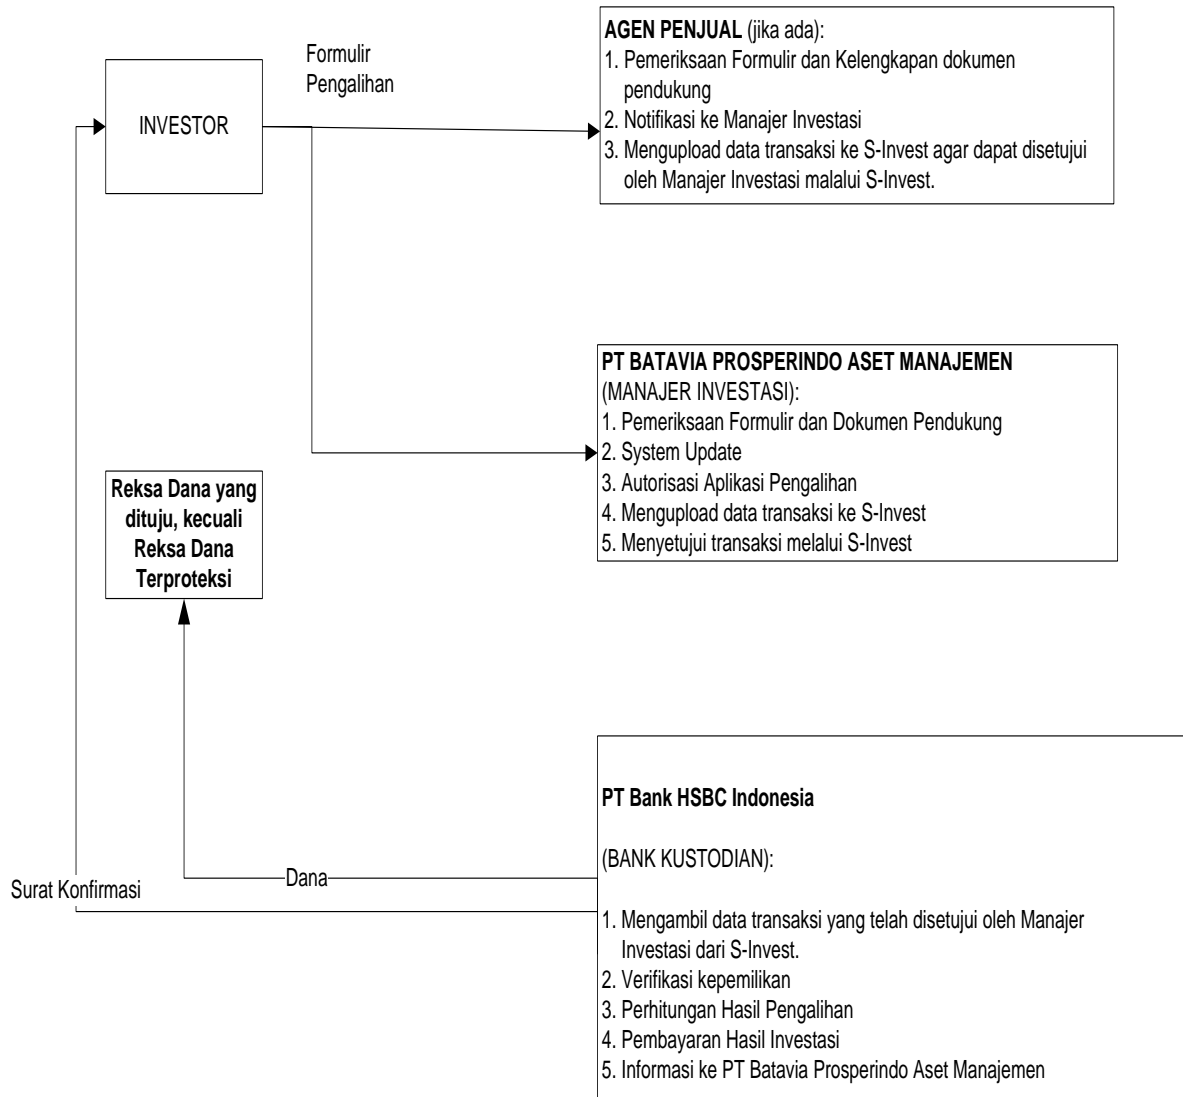 AGEN PENJUAL (jika ada):
1. Pemeriksaan Formulir dan Kelengkapan dokumen
pendukung
2. Notifikasi ke Manajer Investasi
3. Mengupload data transaksi ke S-Invest agar dapat disetujui
oleh Manajer Investasi malalui S-Invest.
Formulir
Pengalihan
INVESTOR
PT BATAVIA PROSPERINDO ASET MANAJEMEN
(MANAJER INVESTASI):
1. Pemeriksaan Formulir dan Dokumen Pendukung
2. System Update
3. Autorisasi Aplikasi Pengalihan
4. Mengupload data transaksi ke S-Invest
5. Menyetujui transaksi melalui S-Invest
Reksa Dana yang
dituju, kecuali
Reksa Dana
Terproteksi
PT Bank HSBC Indonesia
(BANK KUSTODIAN):
1. Mengambil data transaksi yang telah disetujui oleh Manajer
Investasi dari S-Invest.
2. Verifikasi kepemilikan
3. Perhitungan Hasil Pengalihan
4. Pembayaran Hasil Investasi
5. Informasi ke PT Batavia Prosperindo Aset Manajemen
Dana
Surat Konfirmasi